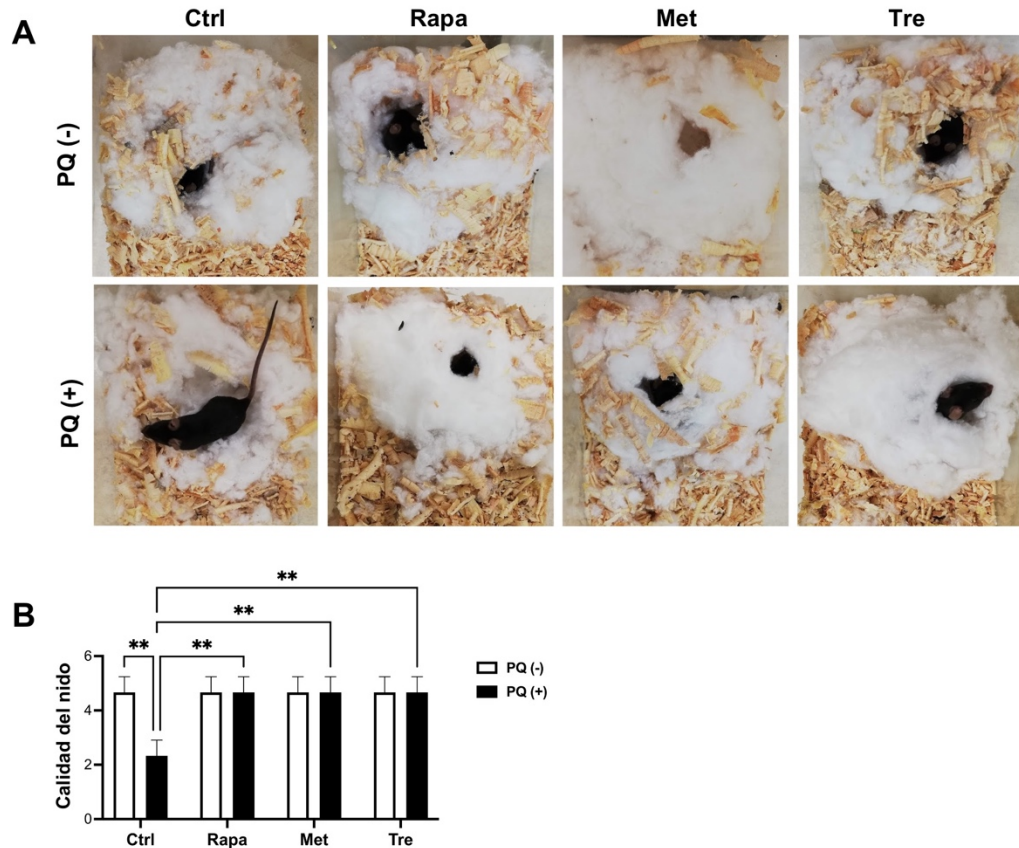 A
Ctrl Rapa Met Tre
PQ (-)
PQ (+)
B
**
**
** **
Calidad del nido
6
4
2
0
Ctrl Rapa Met Tre
PQ (-)
PQ (+)